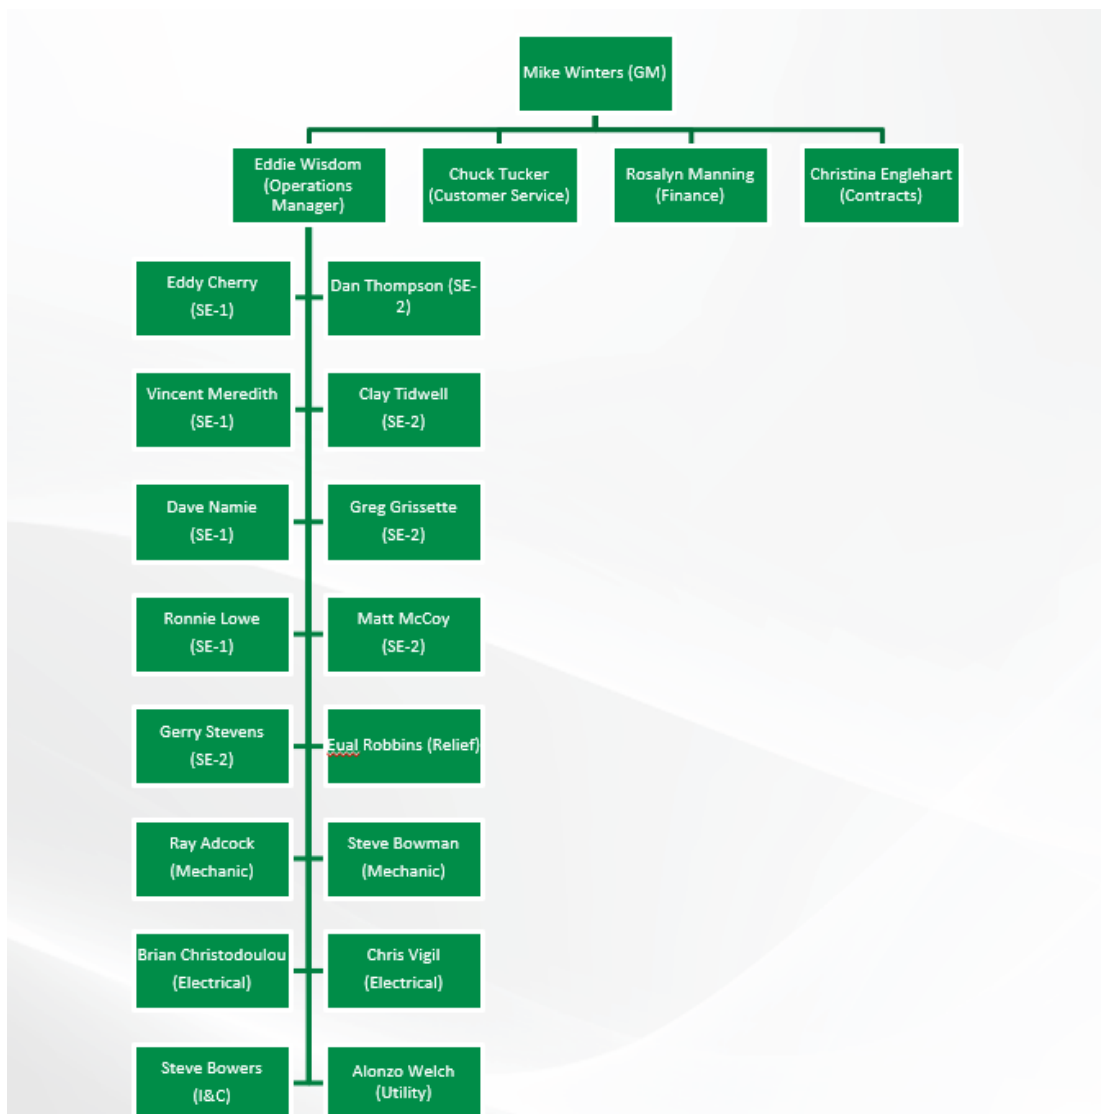 Mike Winters (GM)
Eddie Wisdom
(Operations
Manager)
Chuck Tucker
(Customer Service)
Rosalyn Manning
(Finance)
Christina Englehart
(Contracts)
Eddy Cherry
(SE-1)
Dan Thompson (SE-
2)
Vincent Meredith
(SE-1)
Clay Tidwell
(SE-2)
Dave Namie
(SE-1)
Greg Grissette
(SE-2)
Ronnie Lowe
(SE-1)
Matt McCoy
(SE-2)
Gerry Stevens
(SE-2)
Eual Robbins (Relief)
Ray Adcock
(Mechanic)
Steve Bowman
(Mechanic)
Brian Christodoulou
(Electrical)
Chris Vigil
(Electrical)
Steve Bowers
(I&C)
Alonzo Welch
(Utility)